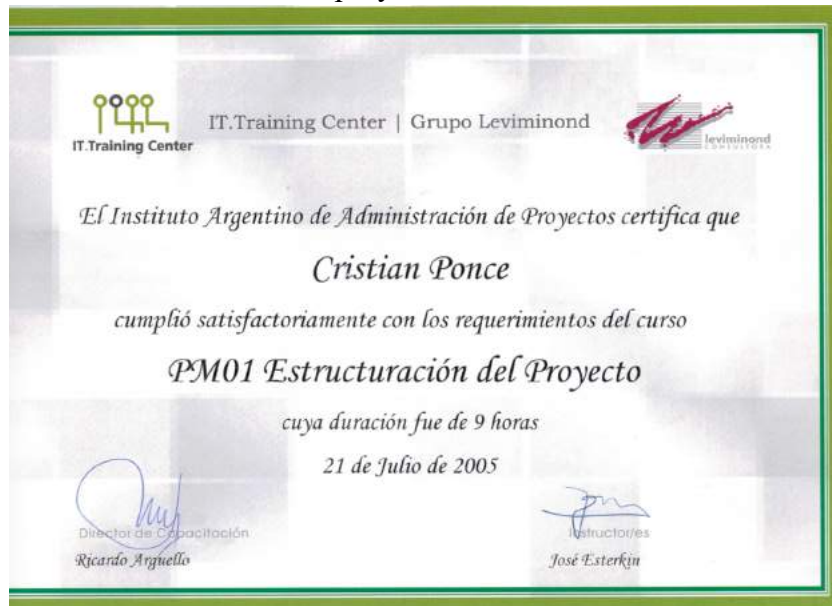 IT.Training Center
IT.Training Center | Grupo Leviminond
leviminond
CONSULTORA
El Instituto Argentino de Administración de Proyectos certifica que
Cristian Ponce
cumplió satisfactoriamente con los requerimientos del curso
PM01 Estructuración del Proyecto
cuya duración fue de 9 horas
21 de Julio de 2005
Director de Capacitación
Ricardo Arguello
Instructor/es
José Esterkin